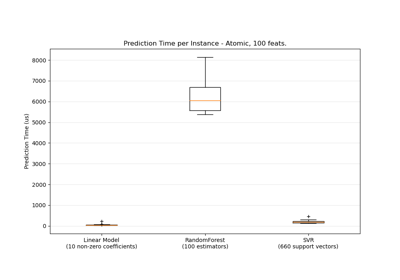 Prediction Time per Instance - Atomic, 100 feats.
Prediction Time (us)
8000
7000
6000
5000
4000
3000
2000
1000
0
Linear Model
(10 non-zero coefficients)
RandomForest
(100 estimators)
SVR
(660 support vectors)